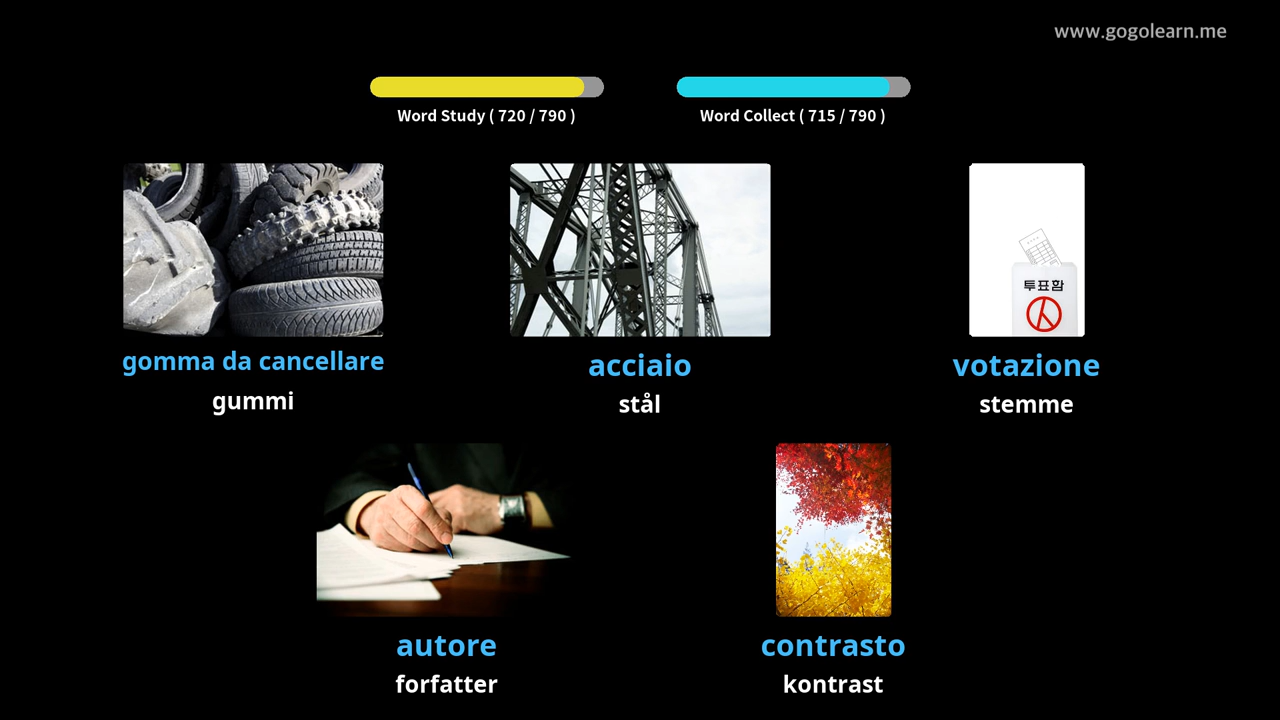 www.gogolearn.me
Word Study ( 720 / 790 )
Word Collect ( 715 / 790 )
투표함
gomma da cancellare
acciaio
votazione
gummi
stål
stemme
autore
contrasto
forfatter
kontrast